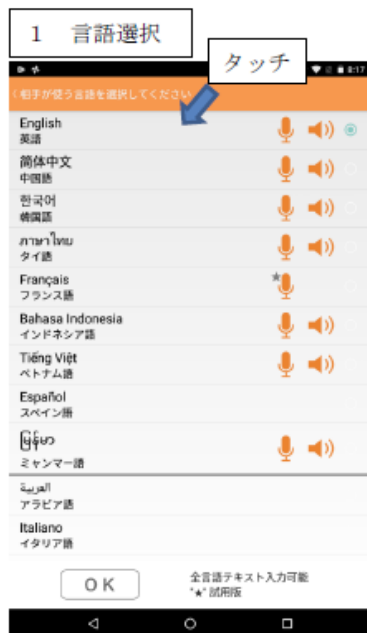 1 言語選択
タッチ
8:17
〈相手が使う言語を選択してください
English
英語
简体中文
中国語
한국어
韓国語
ภาษาไทย
タイ語
Français
フランス語
Bahasa Indonesia
インドネシア語
Tiếng Việt
ベトナム語
Español
スペイン語
မြန်မာ
ミャンマー語
العربية
アラビア語
Italiano
イタリア語
OK
全言語テキスト入力可能
"★" 試用版